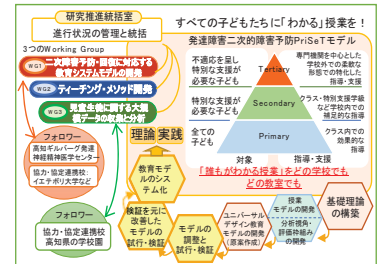 研究推進統括室
進行状況の管理と統括
すべての子どもたちに「わかる」授業を!
3つのWorking Group
WG1 二次障害予防・回復に対応する
教育システムモデルの開発
WG2 ティーチング・メソッド開発
WG3 児童生徒に関する大規
模データの収集と分析
フォロワー
高知ギルバーグ発達
神経精神医学センター
協力・協定連携校:
イエテボリ大学など
フォロワー
協力・協定連携校
高知県の学校園
理論 実践
発達障害二次的障害予防PriSeTモデル
不適応を呈し
特別な支援が
必要な子ども
Tertiary
専門機関を中心とした
学校外での柔軟な
形態での特化した
指導・支援
特別な支援が
必要な子ども
Secondary
クラス・特別支援学級
など学校内での
補足的な指導
全ての
子ども
Primary
クラス内での
効果的な
指導
対象
指導・支援
「誰もがわかる授業」をどの学校でも
どの教室でも
教育モデ
ルのシス
テム化
検証を元に
改善した
モデルの
試行・検証
モデルの
調整と
試行・検証
ユニバーサル
デザイン教育
モデルの開発
(原案作成)
授業
モデルの開発
分析視角・
評価枠組み
の開発
基礎理論
の構築